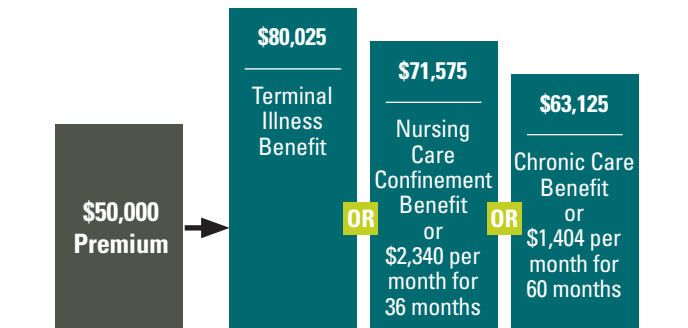 $50,000
Premium
$80,025
Terminal
Illness
Benefit
OR
$71,575
Nursing
Care
Confinement
Benefit
or
$2,340 per
month for
36 months
OR
$63,125
Chronic Care
Benefit
or
$1,404 per
month for
60 months